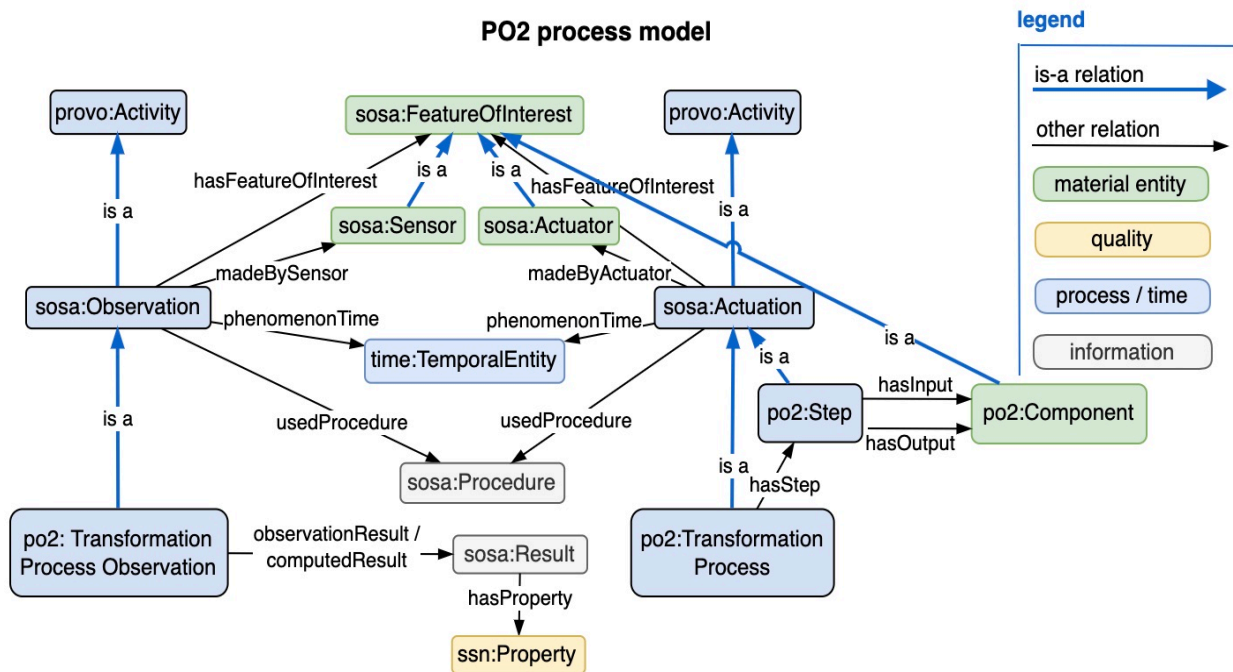 PO2 process model
legend
is-a relation
other relation
material entity
quality
process / time
information
provo:Activity
sosa:FeatureOfInterest
provo:Activity
hasFeatureOfInterest
is a
is a
hasFeatureOfInterest
is a
is a
sosa:Sensor
sosa:Actuator
madeBySensor
madeByActuator
sosa:Observation
sosa:Actuation
phenomenonTime
phenomenonTime
time:TemporalEntity
is a
is a
hasInput
po2:Step
po2:Component
hasOutput
is a
usedProcedure
usedProcedure
is a
hasStep
sosa:Procedure
po2: Transformation
Process Observation
observationResult /
computedResult
sosa:Result
po2:Transformation
Process
hasProperty
ssn:Property